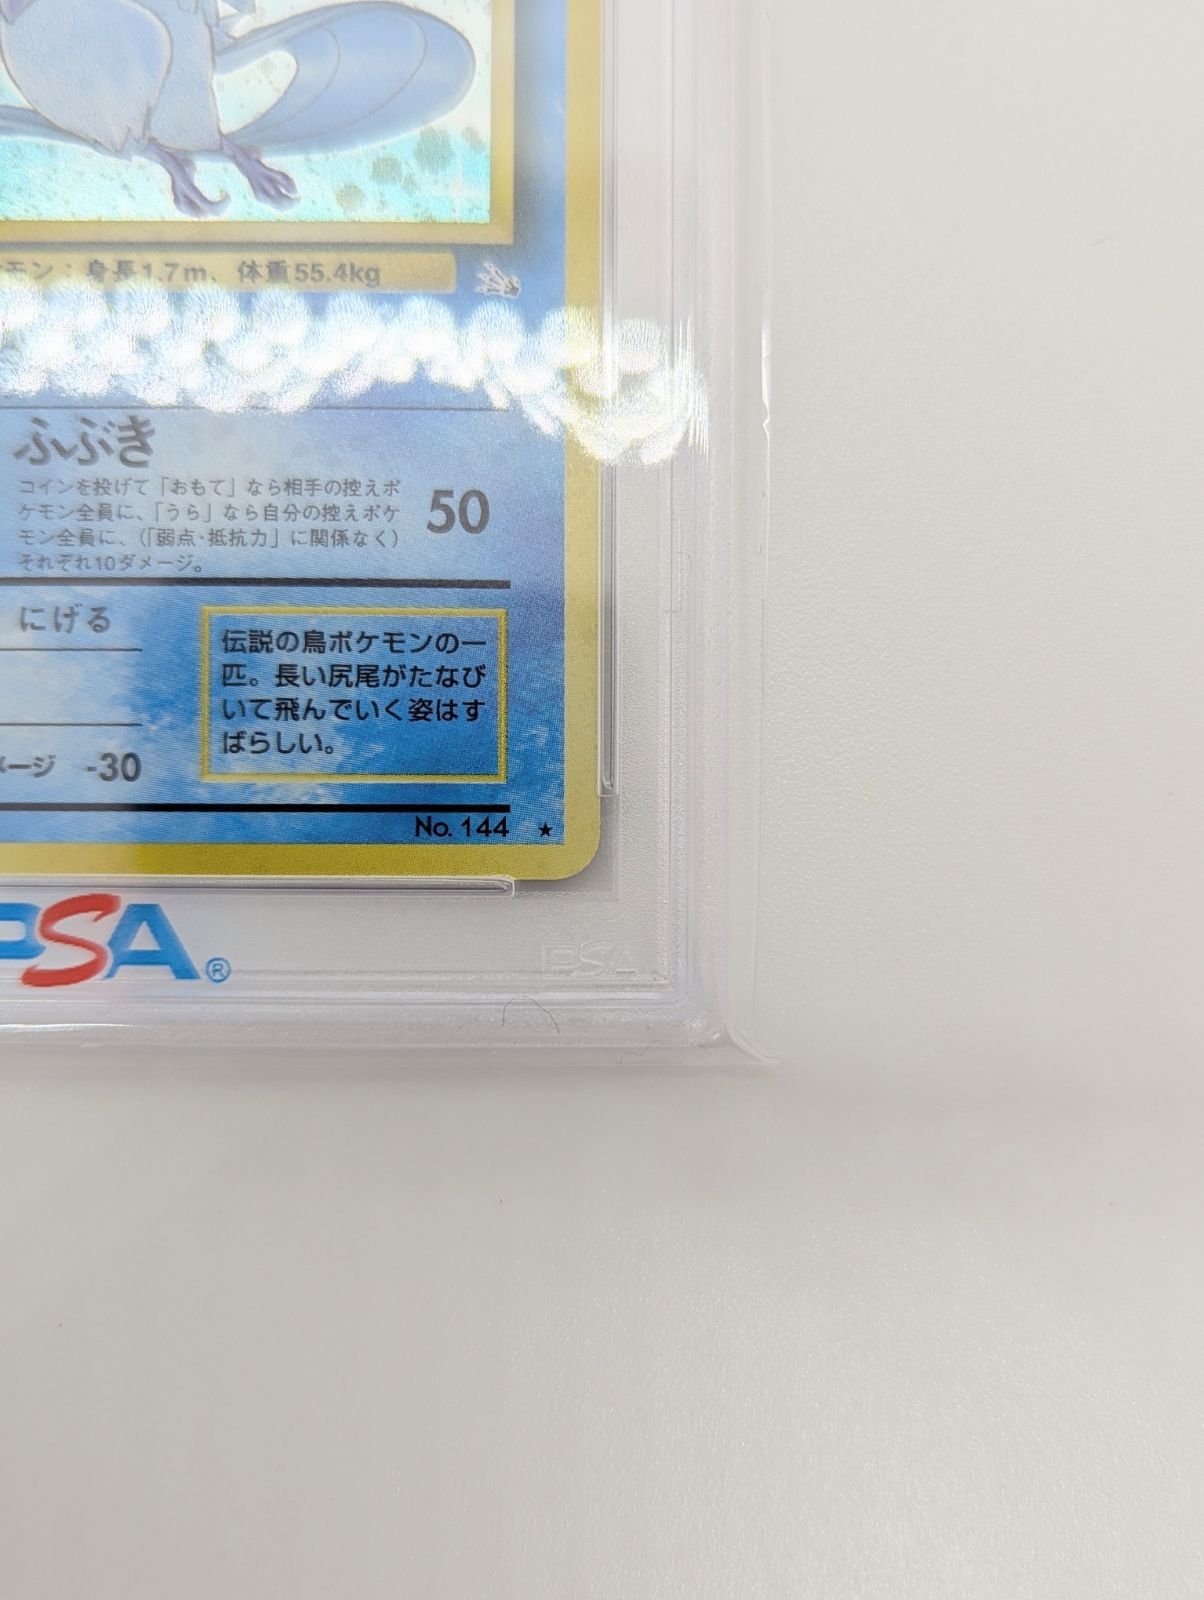 モン：身長1.7m、体重55.4kg
ふぶき
コインを投げて「おもて」なら相手の控えポ
ケモン全員に、「うら」なら自分の控えポケ
モン全員に、（「弱点・抵抗力」に関係なく）
それぞれ10ダメージ。
50
にげる
伝説の鳥ポケモンの一
匹。長い尻尾がたなび
いて飛んでいく姿はす
ばらしい。
メージ -30
No. 144 ★
PSA®
PSA